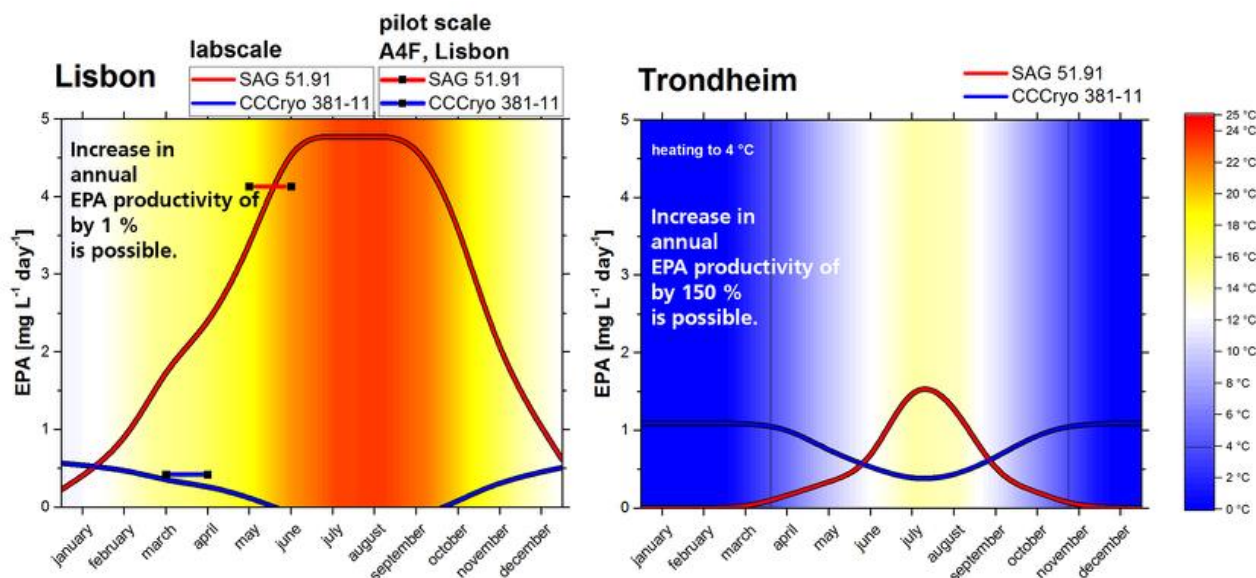 Lisbon
labscale
SAG 51.91
CCCryo 381-11
pilot scale
A4F, Lisbon
SAG 51.91
CCCryo 381-11
Increase in
annual
EPA productivity of
by 1 %
is possible.
EPA [mg L⁻¹ day⁻¹]
5
4
3
2
1
0
january
february
march
april
may
june
july
august
september
october
november
december
Trondheim
SAG 51.91
CCCryo 381-11
heating to 4 °C
Increase in
annual
EPA productivity of
by 150 %
is possible.
EPA [mg L⁻¹ day⁻¹]
5
4
3
2
1
0
january
february
march
april
may
june
july
august
september
october
november
december
25 °C
24 °C
22 °C
20 °C
18 °C
16 °C
14 °C
12 °C
10 °C
8 °C
6 °C
4 °C
2 °C
0 °C